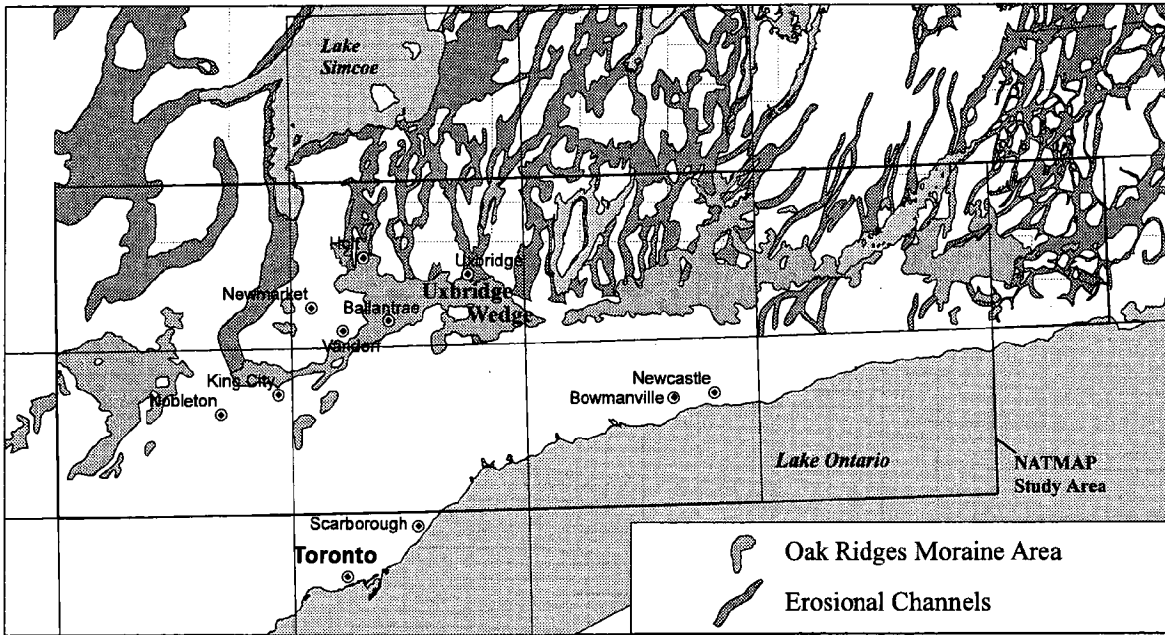 Lake
Simcoe
Holt
Uxbridge
Uxbridge
Wedge
Newmarket
Ballantrae
Vandorf
King City
Nobleton
Newcastle
Bowmanville
Lake Ontario
NATMAP
Study Area
Scarborough
Toronto
Oak Ridges Moraine Area
Erosional Channels